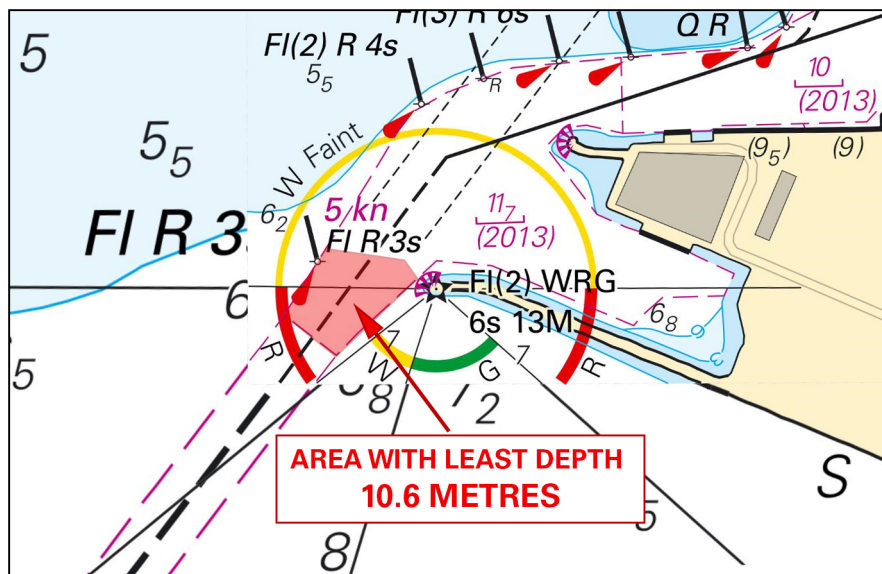 Fl(3) R 6s
Q R
5
Fl(2) R 4s
5₅
R
10
(2013)
5₅
W Faint
(9₅)
(9)
6₂
5 kn
11₇
(2013)
Fl R 3
Fl R 3s
Fl(2) WRG
6
6s 13M
6₈
6
3
R
7
W
G
7
R
5
8
2
AREA WITH LEAST DEPTH
10.6 METRES
S
5
8